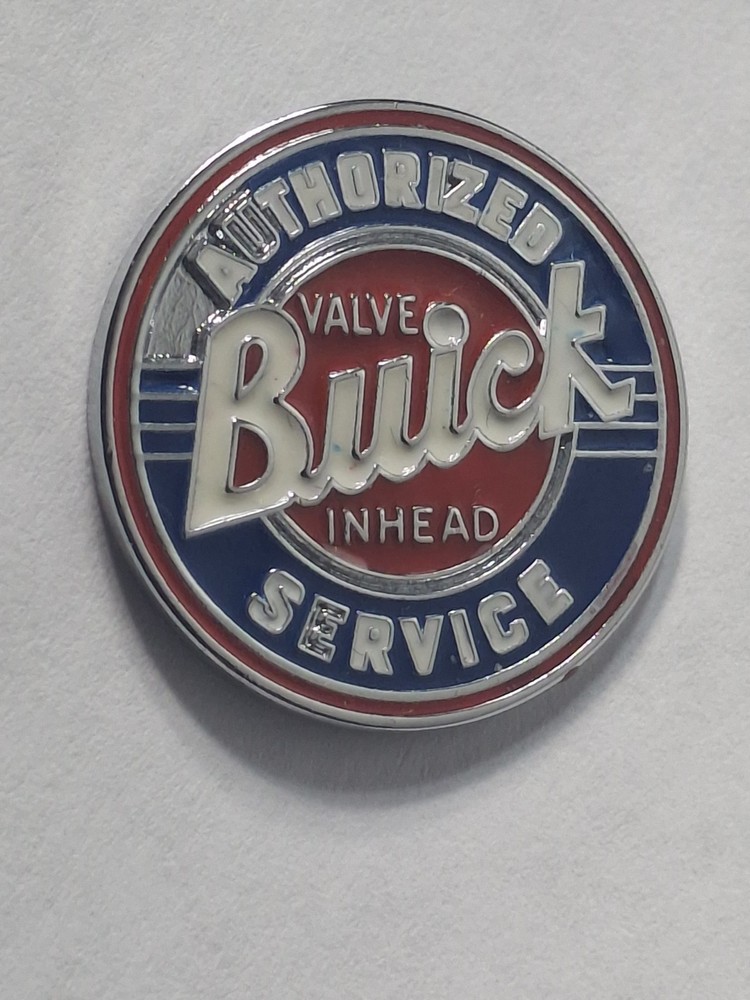 AUTHORIZED
VALVE
Buick
INHEAD
SERVICE